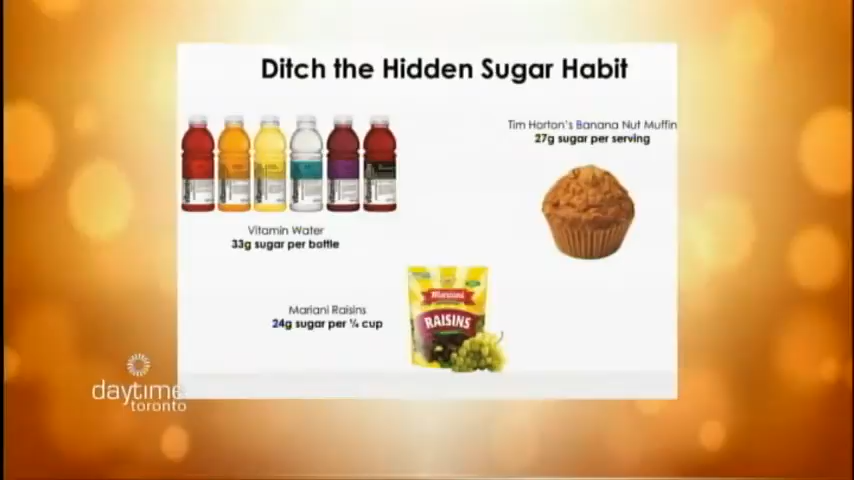 Ditch the Hidden Sugar Habit
Tim Horton's Banana Nut Muffin
27g sugar per serving
Vitamin Water
33g sugar per bottle
Mariani Raisins
24g sugar per ¼ cup
Mariani
RAISINS
daytime
toronto